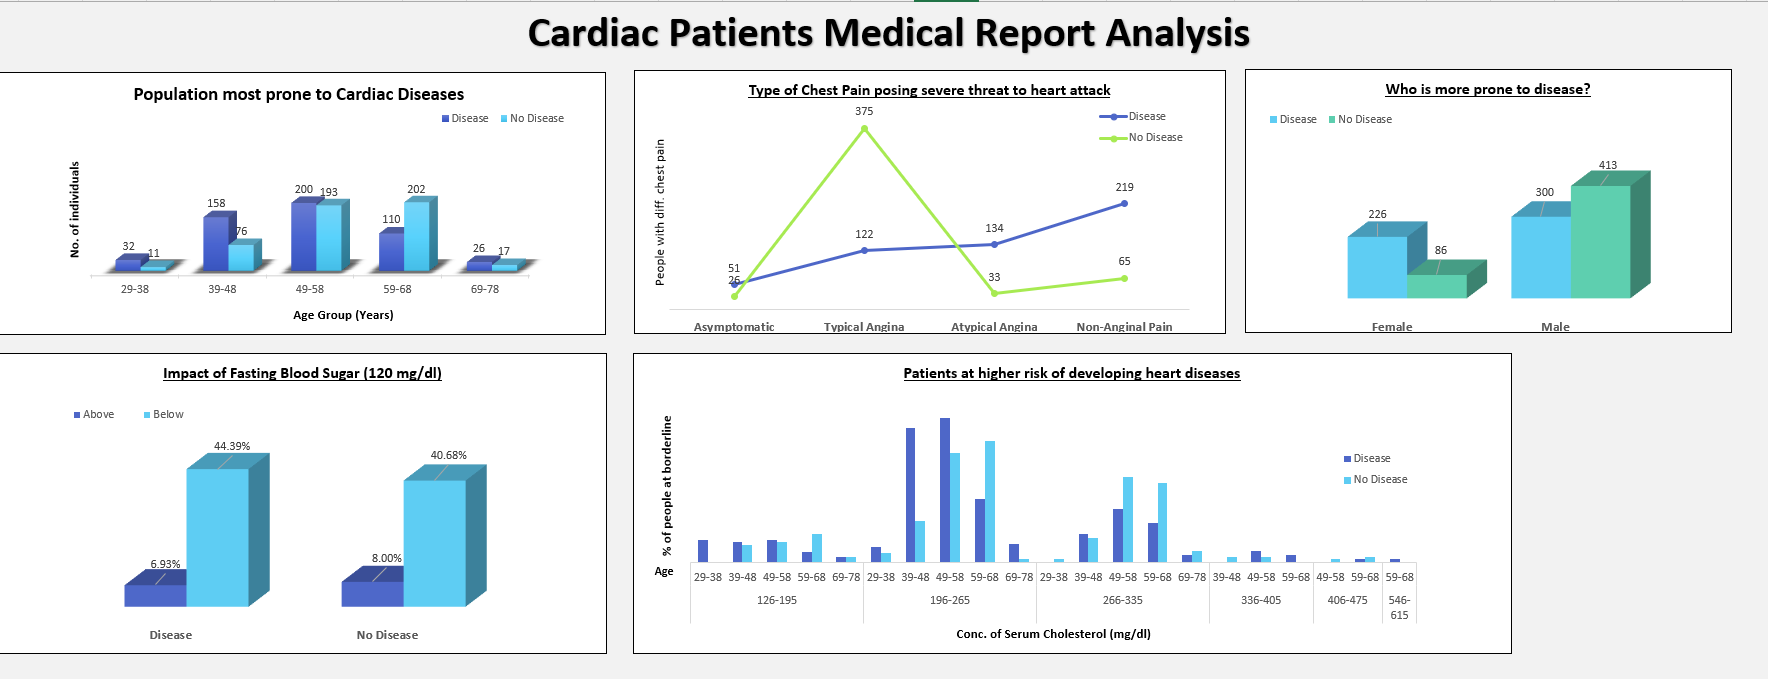 Cardiac Patients Medical Report Analysis
Population most prone to Cardiac Diseases
Disease No Disease
No. of individuals
32 11 158 76 200 193 110 202 26 17
29-38 39-48 49-58 59-68 69-78
Age Group (Years)
Type of Chest Pain posing severe threat to heart attack
Disease
No Disease
People with diff. chest pain
375
219
134
122
65
51
33
26
Asymptomatic Typical Angina Atypical Angina Non-Anginal Pain
Who is more prone to disease?
Disease No Disease
226 86 300 413
Female Male
Impact of Fasting Blood Sugar (120 mg/dl)
Above Below
6.93% 44.39% 8.00% 40.68%
Disease No Disease
Patients at higher risk of developing heart diseases
Disease
No Disease
% of people at borderline
Age
29-38 39-48 49-58 59-68 69-78 29-38 39-48 49-58 59-68 69-78 29-38 39-48 49-58 59-68 69-78 39-48 49-58 59-68 49-58 59-68 59-68
126-195 196-265 266-335 336-405 406-475 546-
615
Conc. of Serum Cholesterol (mg/dl)